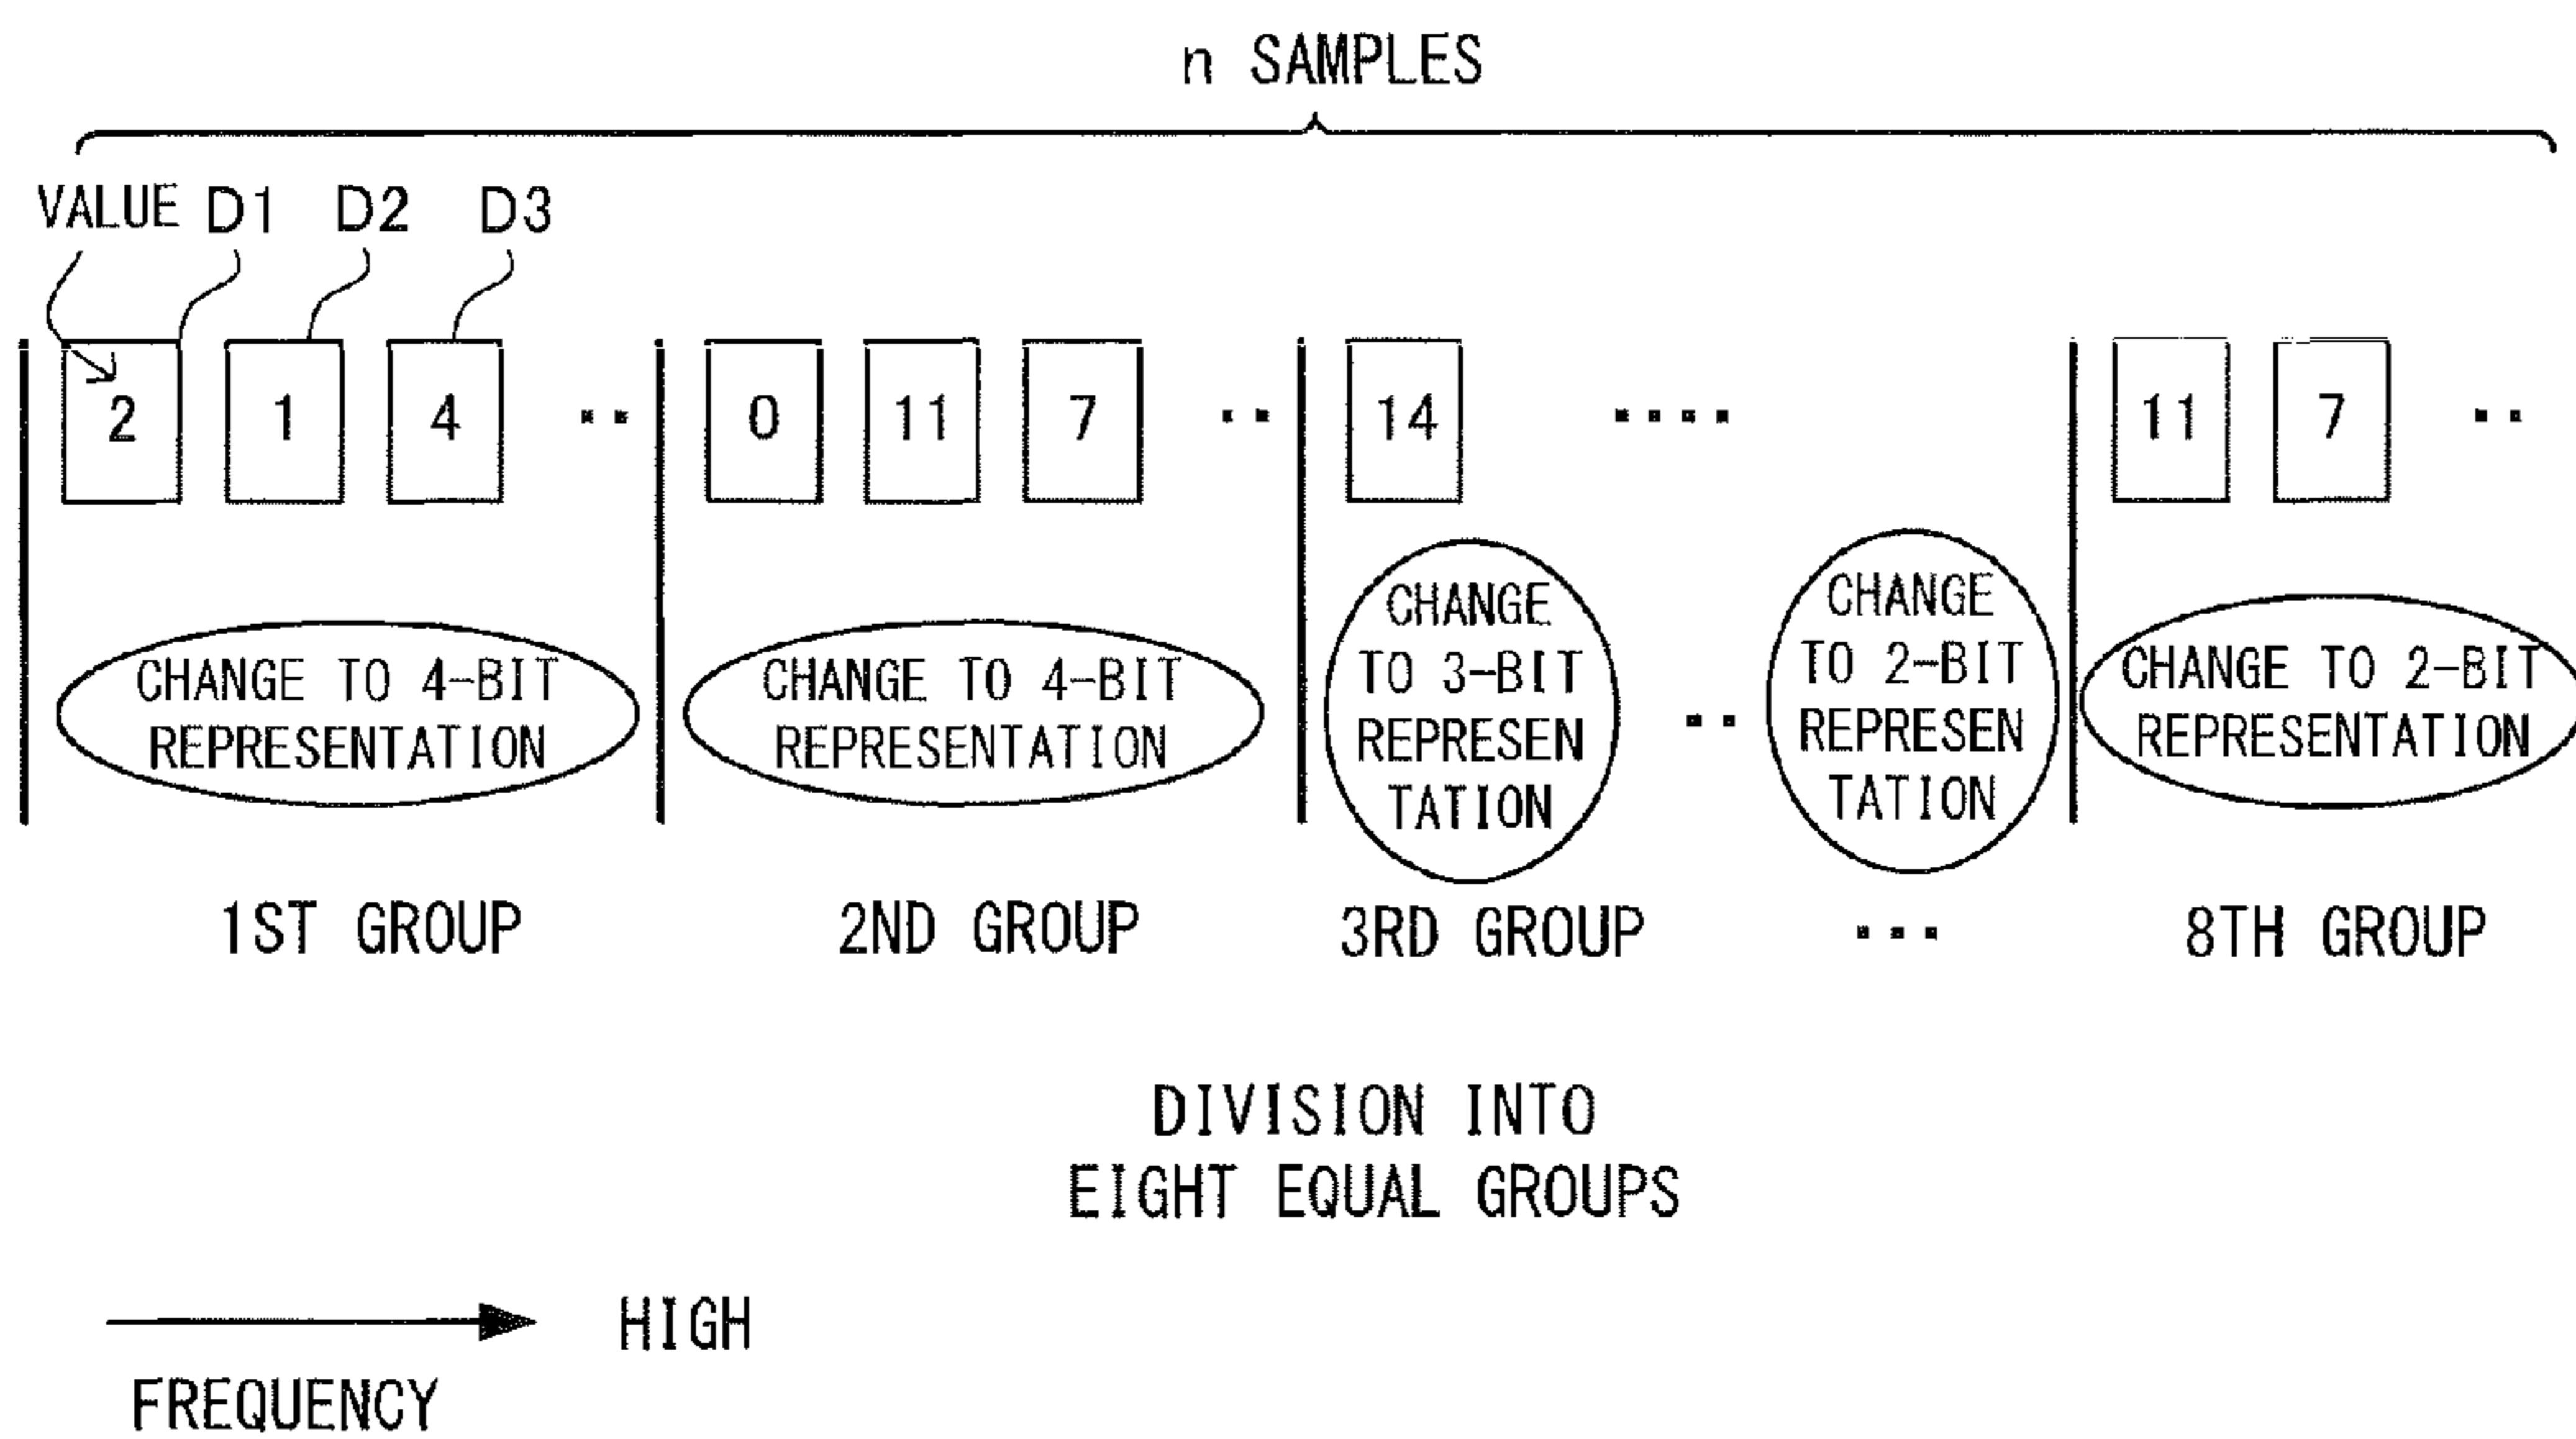 n SAMPLES
VALUE D1 D2 D3
2 1 4 ·· 0 11 7 ·· 14 ···· 11 7 ··
CHANGE TO 4-BIT
REPRESENTATION
CHANGE TO 4-BIT
REPRESENTATION
CHANGE
TO 3-BIT
REPRESEN
TATION
··
CHANGE
TO 2-BIT
REPRESEN
TATION
CHANGE TO 2-BIT
REPRESENTATION
1ST GROUP 2ND GROUP 3RD GROUP ··· 8TH GROUP
DIVISION INTO
EIGHT EQUAL GROUPS
HIGH
FREQUENCY